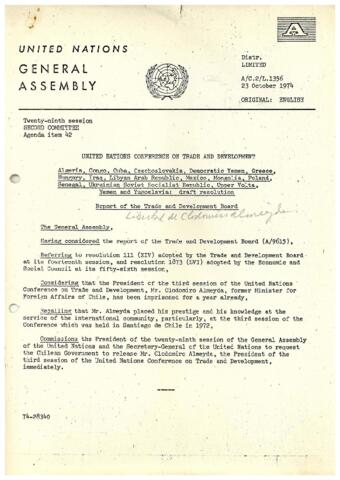 UNITED NATIONS
GENERAL
ASSEMBLY
A
Distr.
LIMITED
A/C.2/L.1356
23 October 1974
ORIGINAL: ENGLISH
Twenty-ninth session
SECOND COMMITTEE
Agenda item 42
UNITED NATIONS CONFERENCE ON TRADE AND DEVELOPMENT
Algeria, Congo, Cuba, Czechoslovakia, Democratic Yemen, Greece,
Hungary, Iraq, Libyan Arab Republic, Mexico, Mongolia, Poland,
Senegal, Ukrainian Soviet Socialist Republic, Upper Volta,
Yemen and Yugoslavia: draft resolution
Report of the Trade and Development Board
Libertad de Clodomiro Almeyda
The General Assembly,
Having considered the report of the Trade and Development Board (A/9615),
Referring to resolution 111 (XIV) adopted by the Trade and Development Board
at its fourteenth session, and resolution 1873 (LVI) adopted by the Economic and
Social Council at its fifty-sixth session,
Considering that the President of the third session of the United Nations
Conference on Trade and Development, Mr. Clodomiro Almeyda, former Minister for
Foreign Affairs of Chile, has been imprisoned for a year already,
Recalling that Mr. Almeyda placed his prestige and his knowledge at the
service of the international community, particularly, at the third session of the
Conference which was held in Santiago de Chile in 1972,
Commissions the President of the twenty-ninth session of the General Assembly
of the United Nations and the Secretary-General of the United Nations to request
the Chilean Government to release Mr. Clodomiro Almeyda, the President of the
third session of the United Nations Conference on Trade and Development,
immediately.
-----
74-28340